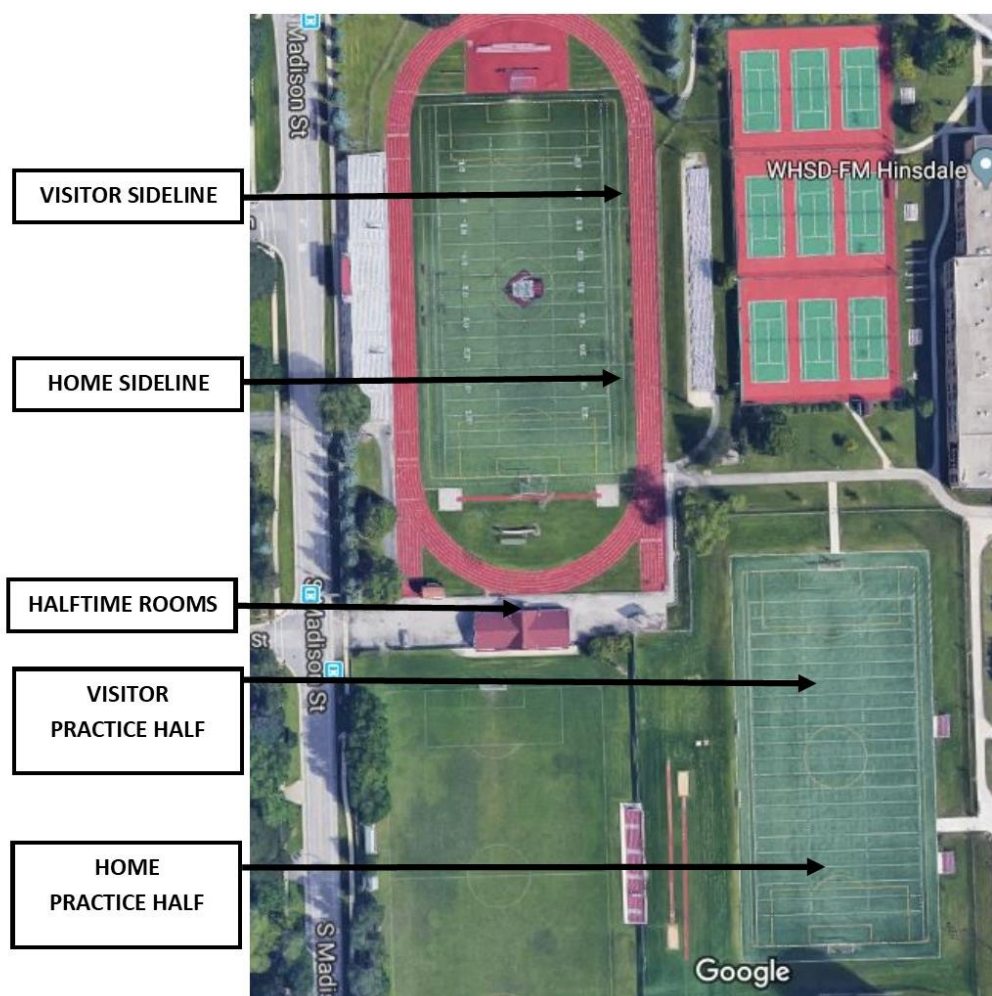 Madison St
WHSD-FM Hinsdale
VISITOR SIDELINE
HOME SIDELINE
HALFTIME ROOMS
S Madison St
St
VISITOR
PRACTICE HALF
HOME
PRACTICE HALF
S Madi
Google